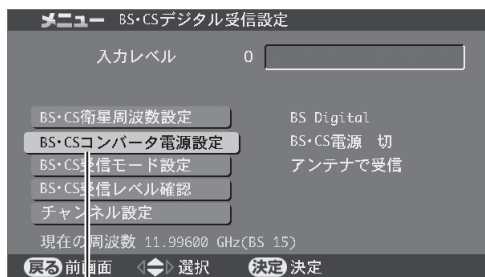 メニュー BS・CSデジタル受信設定
入力レベル 0
BS・CS衛星周波数設定 BS Digital
BS・CSコンバータ電源設定 BS・CS電源 切
BS・CS受信モード設定 アンテナで受信
BS・CS受信レベル確認
チャンネル設定
現在の周波数 11.99600 GHz(BS 15)
戻る 前画面 選択 決定 決定